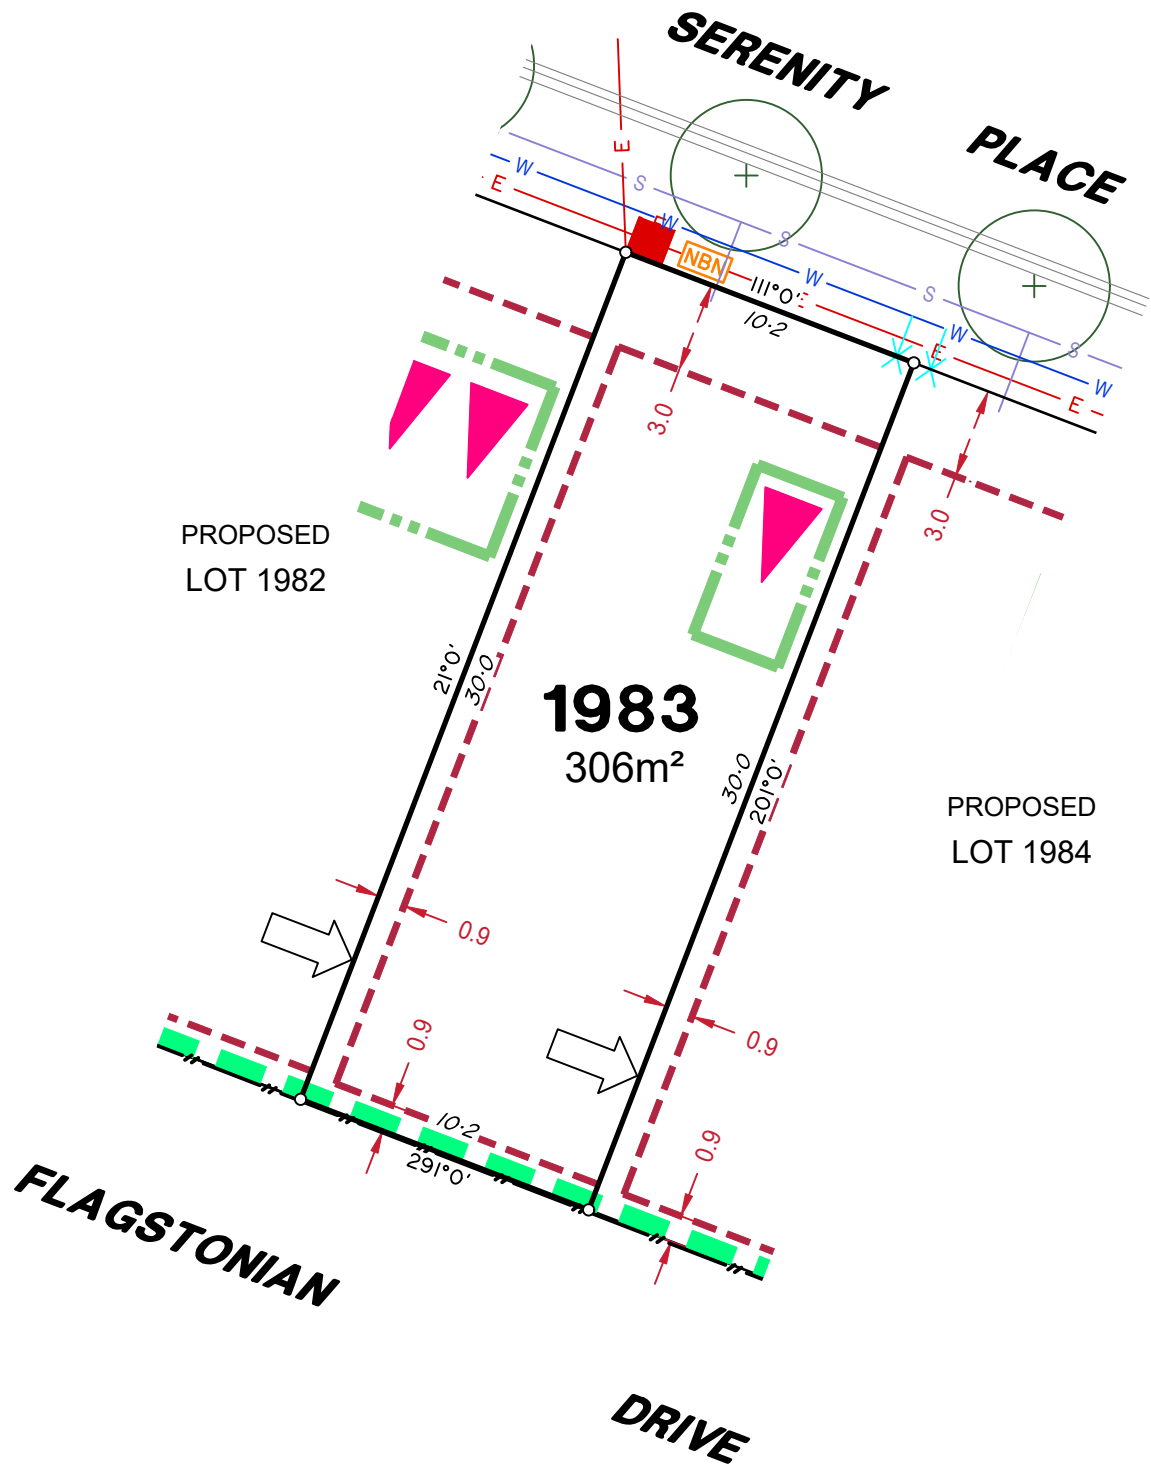 SERENITY
PLACE
E
W
E
S
W
NBN
S
111°0'
E
10·2
W
S
W
E
S
W
E
3.0
3.0
PROPOSED
LOT 1982
21°0'
30·0
1983
306m²
30·0
201°0'
PROPOSED
LOT 1984
0.9
0.9
0.9
10·2
291°0'
0.9
FLAGSTONIAN
DRIVE